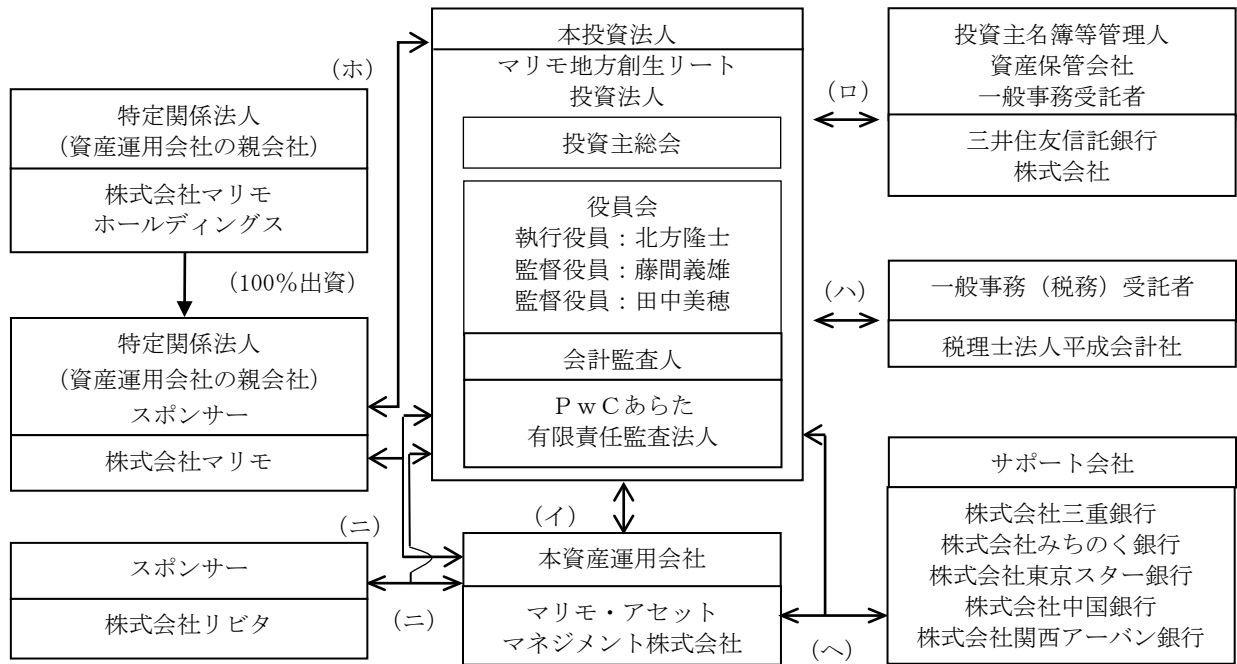 本投資法人
マリモ地方創生リート
投資法人
投資主総会
役員会
執行役員：北方隆士
監督役員：藤間義雄
監督役員：田中美穂
会計監査人
ＰｗＣあらた
有限責任監査法人
（ホ）
特定関係法人
（資産運用会社の親会社）
株式会社マリモ
ホールディングス
（100％出資）
特定関係法人
（資産運用会社の親会社）
スポンサー
株式会社マリモ
（ニ）
スポンサー
株式会社リビタ
（ニ）
（イ）
本資産運用会社
マリモ・アセット
マネジメント株式会社
（ロ）
投資主名簿等管理人
資産保管会社
一般事務受託者
三井住友信託銀行
株式会社
（ハ）
一般事務（税務）受託者
税理士法人平成会計社
サポート会社
株式会社三重銀行
株式会社みちのく銀行
株式会社東京スター銀行
株式会社中国銀行
株式会社関西アーバン銀行
（ヘ）